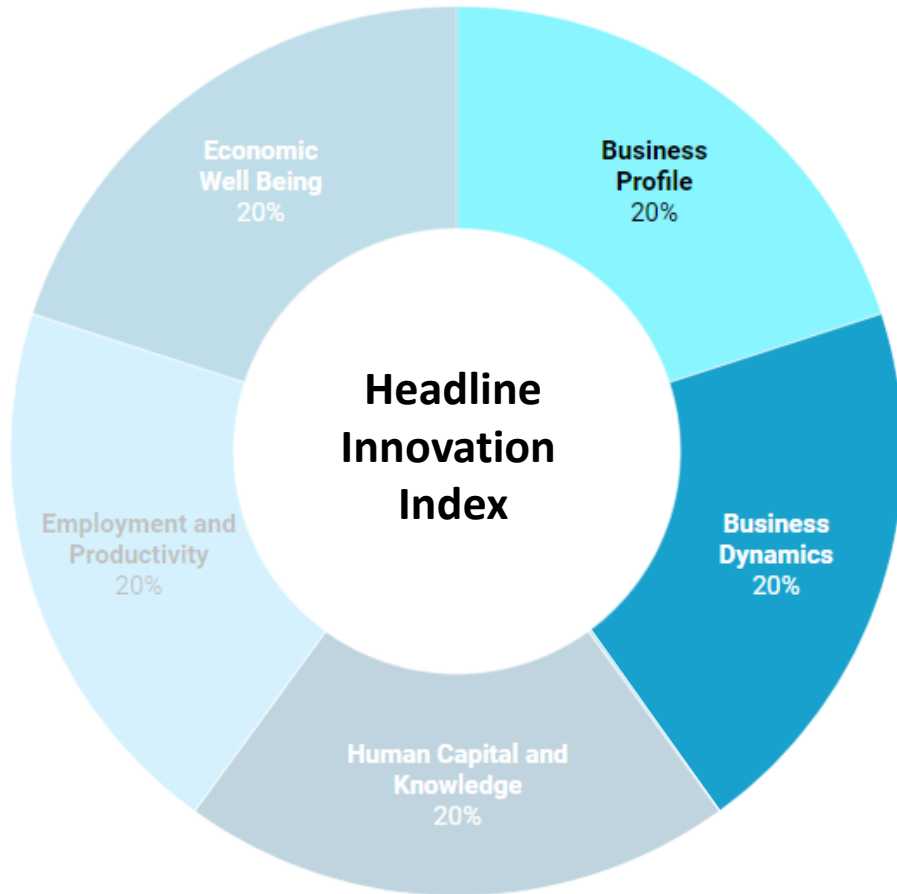 Economic
Well Being
20%
Business
Profile
20%
Headline
Innovation
Index
Employment and
Productivity
20%
Business
Dynamics
20%
Human Capital and
Knowledge
20%